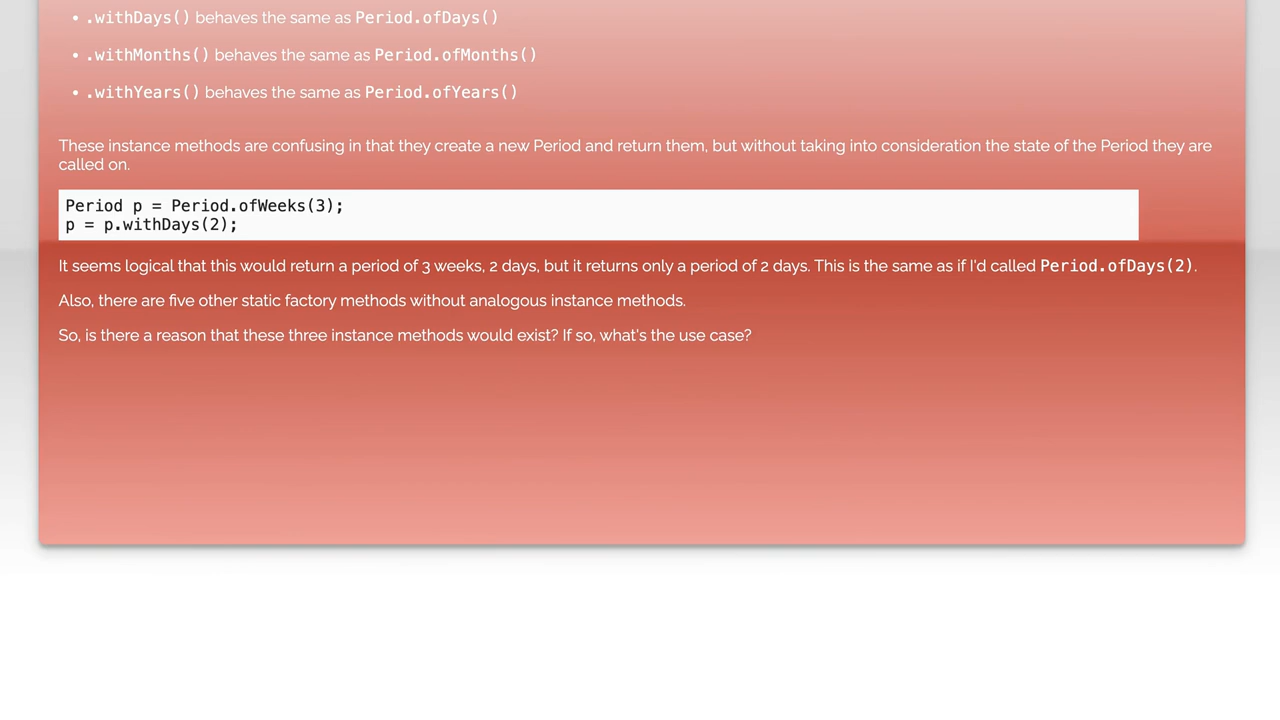 • .withDays() behaves the same as Period.ofDays()
• .withMonths() behaves the same as Period.ofMonths()
• .withYears() behaves the same as Period.ofYears()
These instance methods are confusing in that they create a new Period and return them, but without taking into consideration the state of the Period they are
called on.
Period p = Period.ofWeeks(3);
p = p.withDays(2);
It seems logical that this would return a period of 3 weeks, 2 days, but it returns only a period of 2 days. This is the same as if I'd called Period.ofDays(2).
Also, there are five other static factory methods without analogous instance methods.
So, is there a reason that these three instance methods would exist? If so, what's the use case?